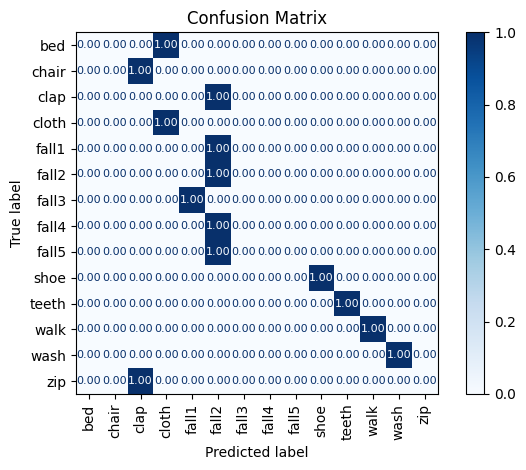 Confusion Matrix
bed 0.00 0.00 0.00 1.00 0.00 0.00 0.00 0.00 0.00 0.00 0.00 0.00 0.00 0.00 1.0
chair 0.00 0.00 1.00 0.00 0.00 0.00 0.00 0.00 0.00 0.00 0.00 0.00 0.00 0.00
clap 0.00 0.00 0.00 0.00 0.00 1.00 0.00 0.00 0.00 0.00 0.00 0.00 0.00 0.00
cloth 0.00 0.00 0.00 1.00 0.00 0.00 0.00 0.00 0.00 0.00 0.00 0.00 0.00 0.00 0.8
fall1 0.00 0.00 0.00 0.00 0.00 1.00 0.00 0.00 0.00 0.00 0.00 0.00 0.00 0.00
fall2 0.00 0.00 0.00 0.00 0.00 1.00 0.00 0.00 0.00 0.00 0.00 0.00 0.00 0.00 0.6
fall3 0.00 0.00 0.00 0.00 1.00 0.00 0.00 0.00 0.00 0.00 0.00 0.00 0.00 0.00
fall4 0.00 0.00 0.00 0.00 0.00 1.00 0.00 0.00 0.00 0.00 0.00 0.00 0.00 0.00
fall5 0.00 0.00 0.00 0.00 0.00 1.00 0.00 0.00 0.00 0.00 0.00 0.00 0.00 0.00 0.4
shoe 0.00 0.00 0.00 0.00 0.00 0.00 0.00 0.00 0.00 1.00 0.00 0.00 0.00 0.00
teeth 0.00 0.00 0.00 0.00 0.00 0.00 0.00 0.00 0.00 0.00 1.00 0.00 0.00 0.00
walk 0.00 0.00 0.00 0.00 0.00 0.00 0.00 0.00 0.00 0.00 0.00 1.00 0.00 0.00 0.2
wash 0.00 0.00 0.00 0.00 0.00 0.00 0.00 0.00 0.00 0.00 0.00 0.00 1.00 0.00
zip 0.00 0.00 1.00 0.00 0.00 0.00 0.00 0.00 0.00 0.00 0.00 0.00 0.00 0.00 0.0
True label
bed chair clap cloth fall1 fall2 fall3 fall4 fall5 shoe teeth walk wash zip
Predicted label